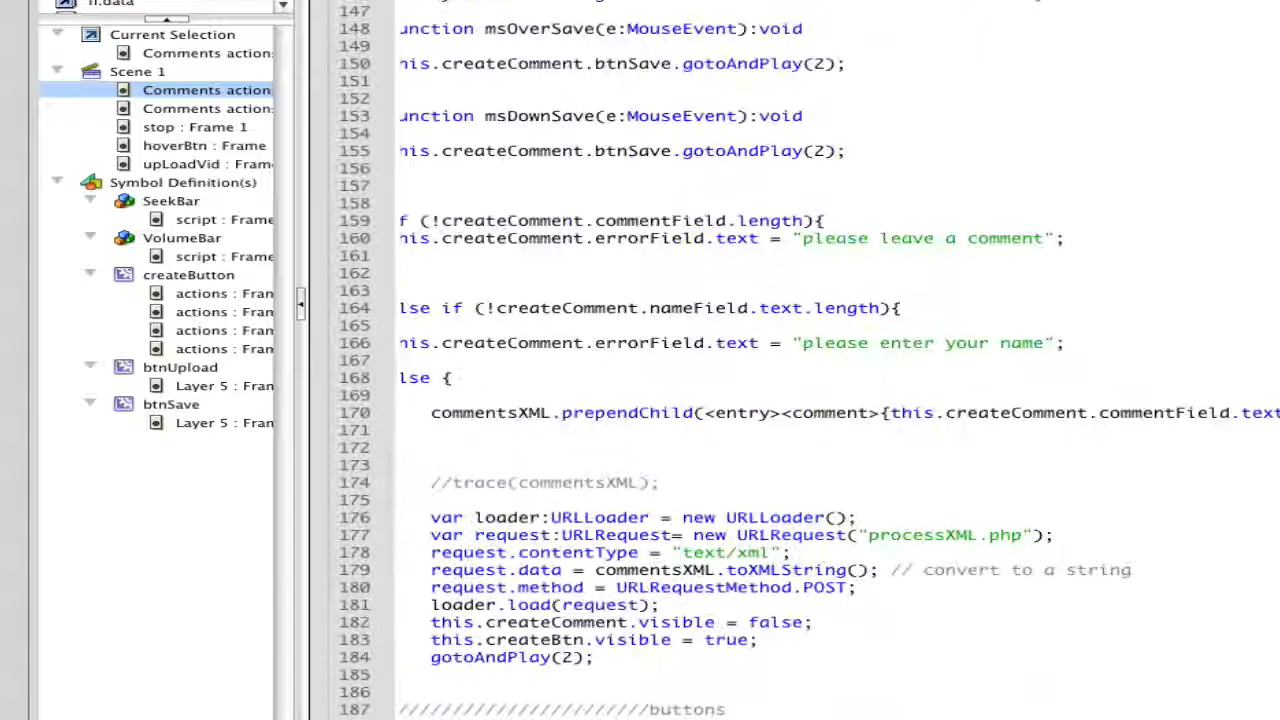 fl.data
Current Selection
Comments action
Scene 1
Comments action
Comments action
stop : Frame 1
hoverBtn : Frame
upLoadVid : Fram
Symbol Definition(s)
SeekBar
script : Frame
VolumeBar
script : Frame
createButton
actions : Fran
actions : Fran
actions : Fran
actions : Fran
btnUpload
Layer 5 : Fran
btnSave
Layer 5 : Fran
147
148 unction msOverSave(e:MouseEvent):void
149
150 his.createComment.btnSave.gotoAndPlay(2);
151
152
153 unction msDownSave(e:MouseEvent):void
154
155 his.createComment.btnSave.gotoAndPlay(2);
156
157
158
159 f (!createComment.commentField.length){
160 his.createComment.errorField.text = "please leave a comment";
161
162
163
164 lse if (!createComment.nameField.text.length){
165
166 his.createComment.errorField.text = "please enter your name";
167
168 lse {
169
170 commentsXML.prependChild(<entry><comment>{this.createComment.commentField.text
171
172
173
174 //trace(commentsXML);
175
176 var loader:URLLoader = new URLLoader();
177 var request:URLRequest= new URLRequest("processXML.php");
178 request.contentType = "text/xml";
179 request.data = commentsXML.toXMLString(); // convert to a string
180 request.method = URLRequestMethod.POST;
181 loader.load(request);
182 this.createComment.visible = false;
183 this.createBtn.visible = true;
184 gotoAndPlay(2);
185
186
187 ///////////////////////buttons